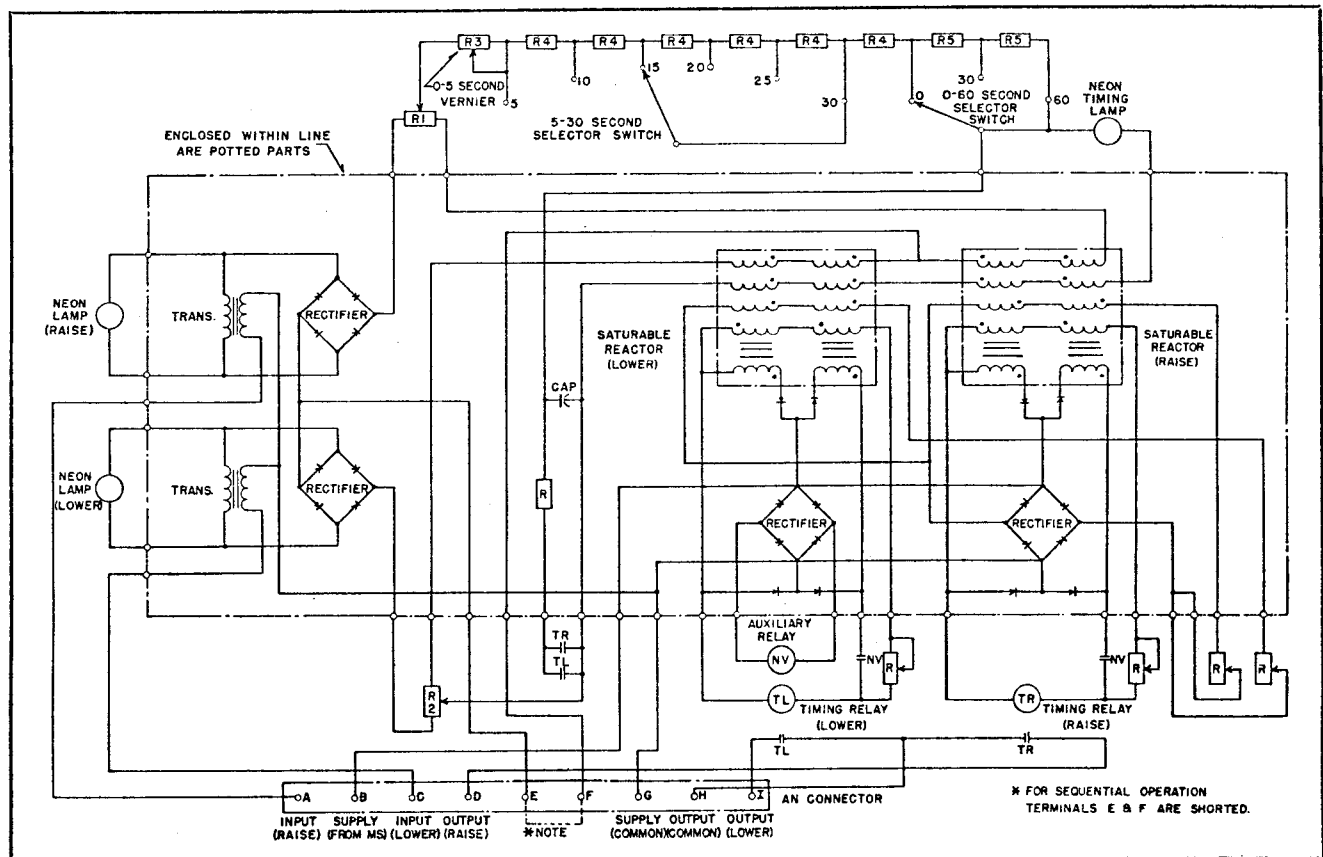 R3
R4
R4
R4
R4
R4
R4
R5
R5
10
15
20
25
30
0-5 SECOND
VERNIER
5
30
0
0-60 SECOND
SELECTOR
SWITCH
60
NEON
TIMING
LAMP
R1
5-30 SECOND
SELECTOR SWITCH
ENCLOSED WITHIN LINE
ARE POTTED PARTS
NEON
LAMP
(RAISE)
TRANS.
RECTIFIER
SATURABLE
REACTOR
(LOWER)
SATURABLE
REACTOR
(RAISE)
CAP
NEON
LAMP
(LOWER)
TRANS.
RECTIFIER
R
RECTIFIER
RECTIFIER
TR
TL
AUXILIARY
RELAY
NV
NV
R
NV
R
R
R
R
2
TL
TIMING RELAY
(LOWER)
TR
TIMING RELAY
(RAISE)
TL
TR
A
B
C
D
E
F
G
H
I
AN CONNECTOR
* FOR SEQUENTIAL OPERATION
TERMINALS E & F ARE SHORTED.
INPUT SUPPLY INPUT OUTPUT
(RAISE) (FROM MS) (LOWER) (RAISE)
*NOTE
SUPPLY OUTPUT OUTPUT
(COMMON)(COMMON) (LOWER)